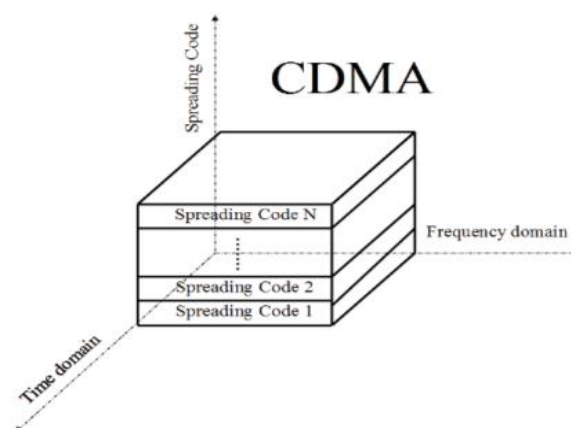 CDMA
Spreading Code
Spreading Code N
Frequency domain
Spreading Code 2
Spreading Code 1
Time domain